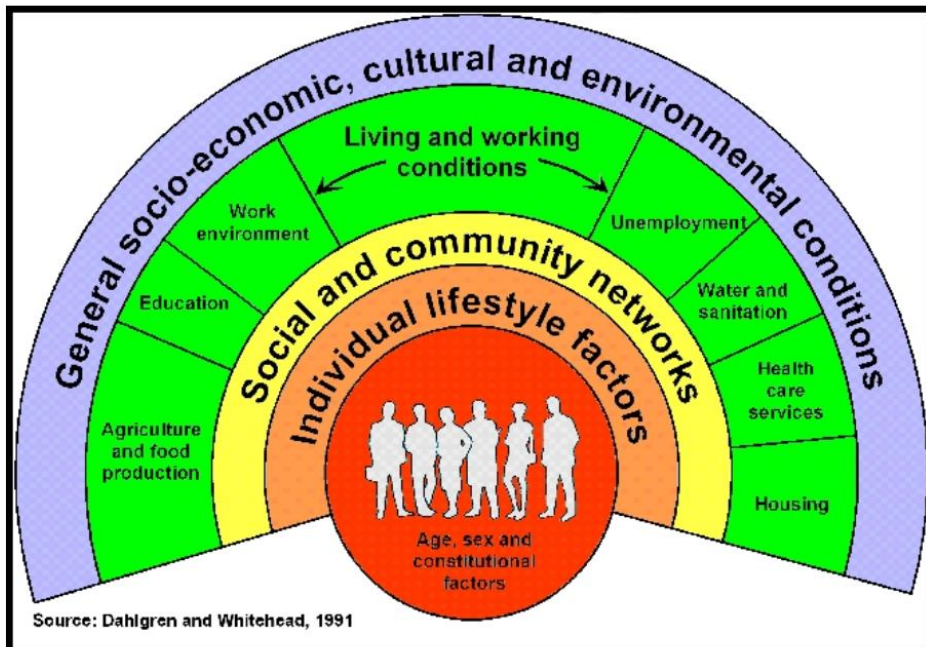 General socio-economic, cultural and environmental conditions
Living and working
conditions
Work
environment
Unemployment
Education
Water and
sanitation
Agriculture
and food
production
Health
care
services
Housing
Social and community networks
Individual lifestyle factors
Age, sex and
constitutional
factors
Source: Dahlgren and Whitehead, 1991